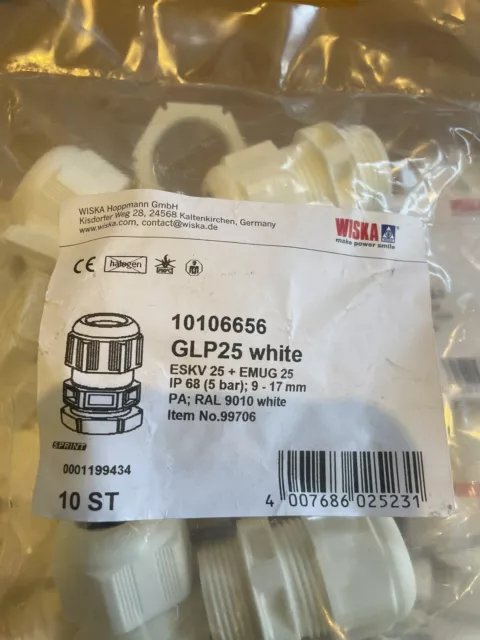 WISKA Hoppmann GmbH
Kisdorfer Weg 28, 24568 Kaltenkirchen, Germany
www.wiska.com, contact@wiska.de
WISKA
make power smile
CE halogen
10106656
GLP25 white
ESKV 25 + EMUG 25
IP 68 (5 bar); 9 - 17 mm
PA; RAL 9010 white
Item No.99706
SPRINT
0001199434
10 ST
4 007686 025231